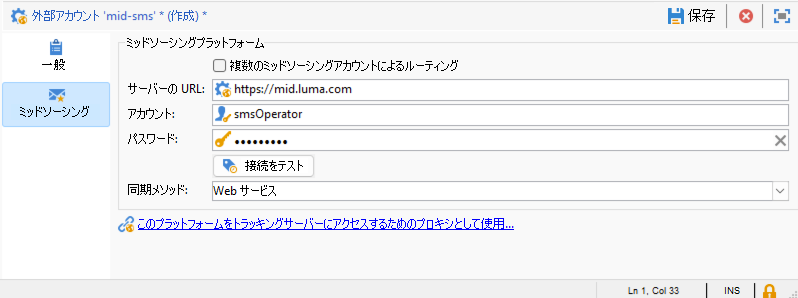 外部アカウント 'mid-sms' * (作成) *
保存
一般
ミッドソーシング
ミッドソーシングプラットフォーム
複数のミッドソーシングアカウントによるルーティング
サーバーの URL:
https://mid.luma.com
アカウント:
smsOperator
パスワード:
•••••••••
接続をテスト
同期メソッド:
Web サービス
このプラットフォームをトラッキングサーバーにアクセスするためのプロキシとして使用...
Ln 1, Col 33
INS